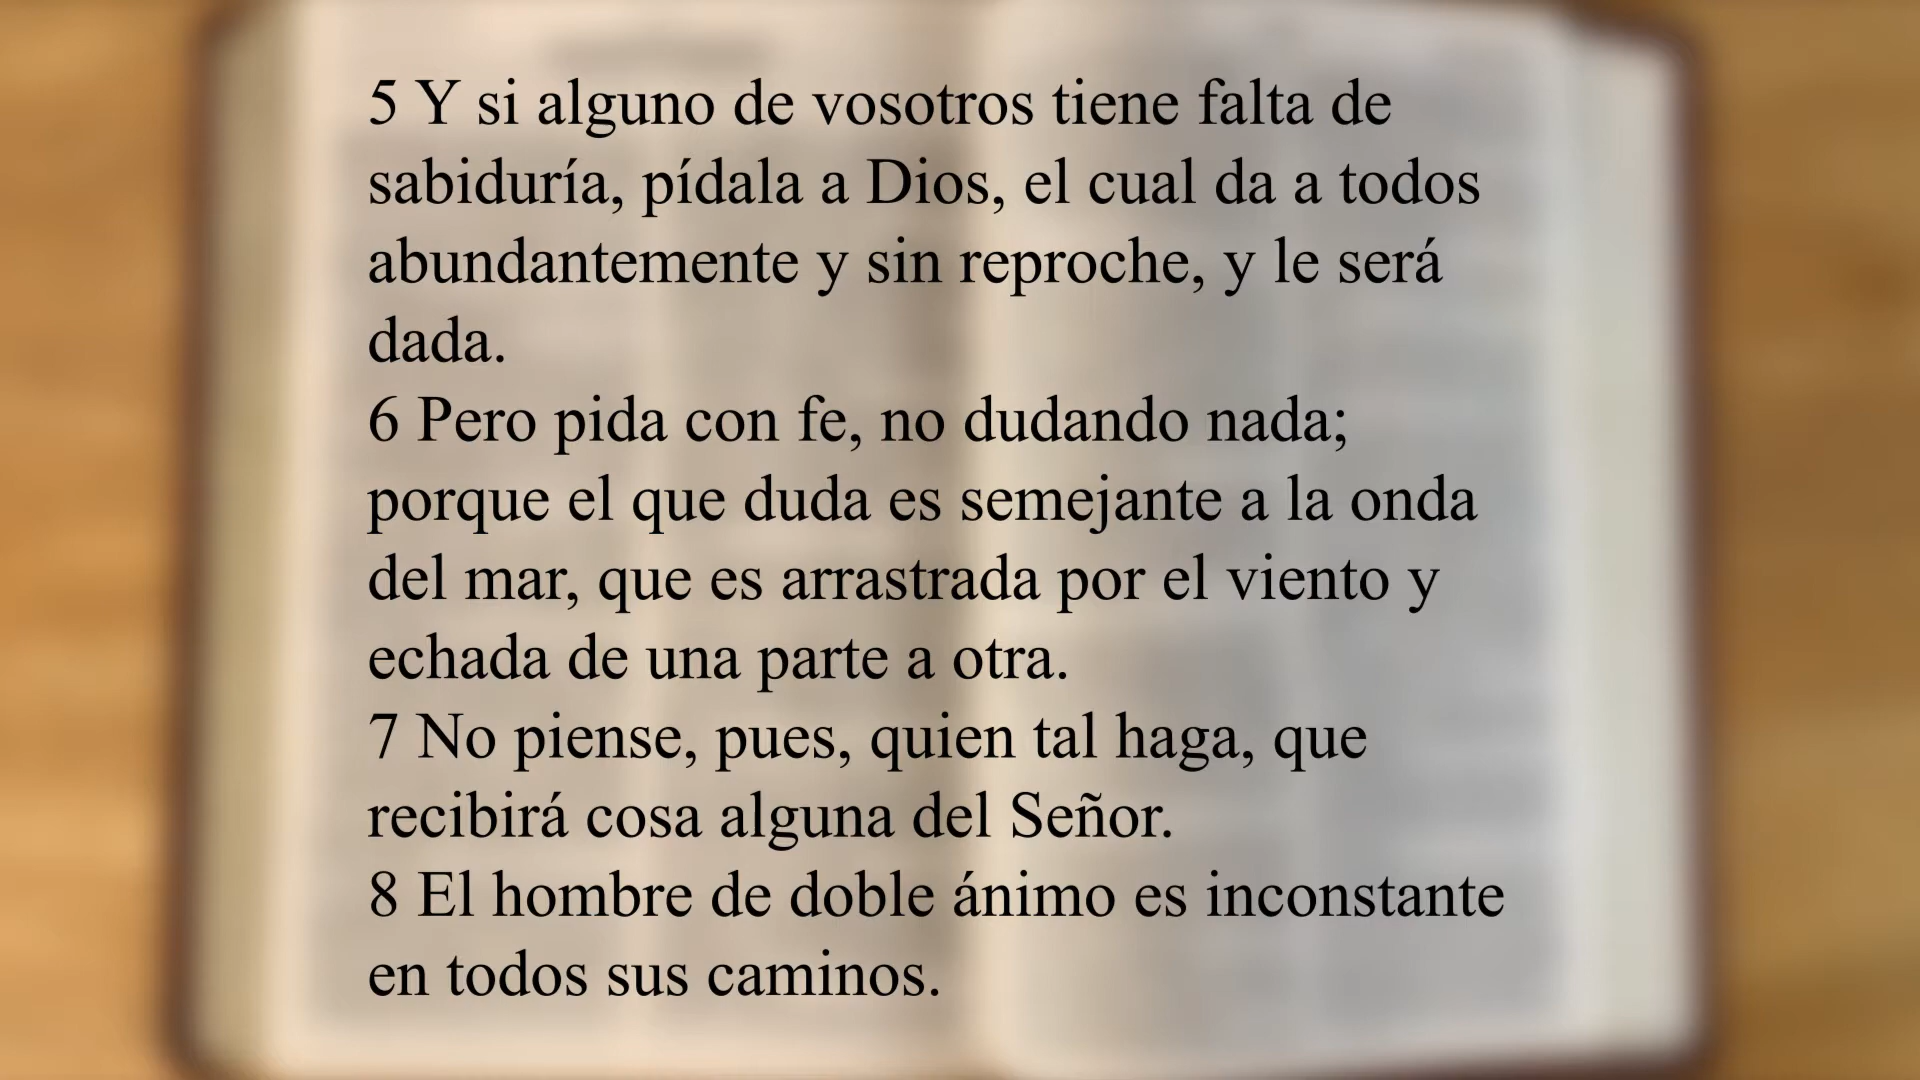 5 Y si alguno de vosotros tiene falta de
sabiduría, pídala a Dios, el cual da a todos
abundantemente y sin reproche, y le será
dada.
6 Pero pida con fe, no dudando nada;
porque el que duda es semejante a la onda
del mar, que es arrastrada por el viento y
echada de una parte a otra.
7 No piense, pues, quien tal haga, que
recibirá cosa alguna del Señor.
8 El hombre de doble ánimo es inconstante
en todos sus caminos.